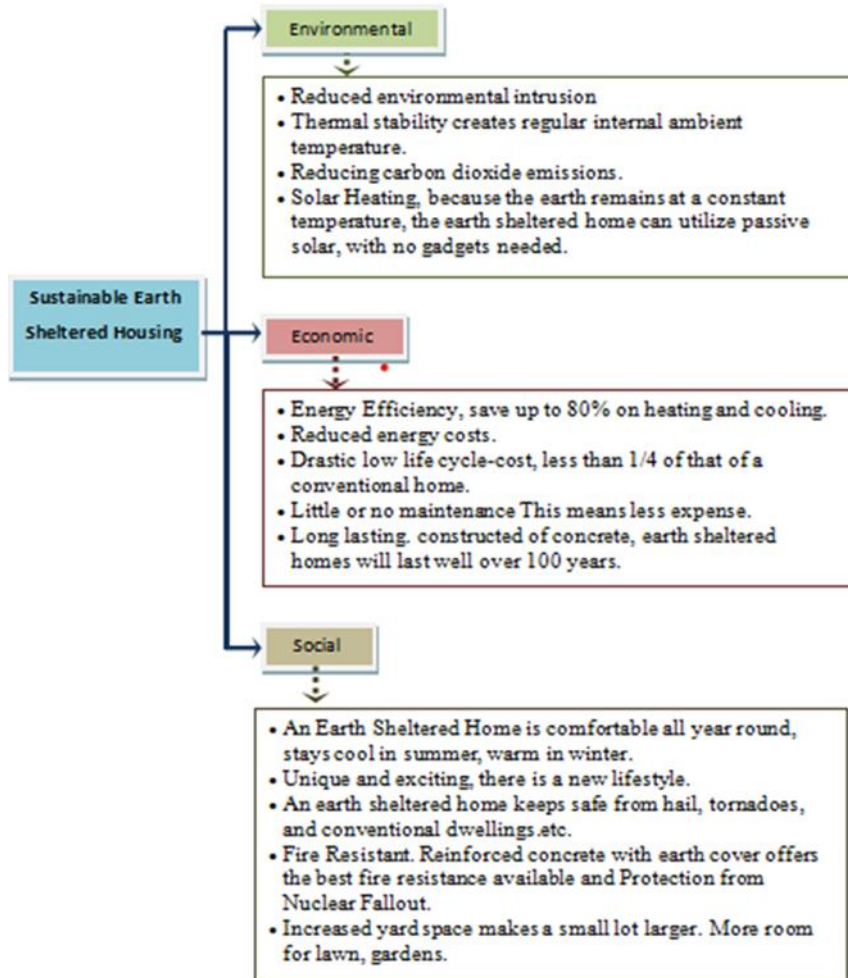 Environmental
• Reduced environmental intrusion
• Thermal stability creates regular internal ambient
temperature.
• Reducing carbon dioxide emissions.
• Solar Heating, because the earth remains at a constant
temperature, the earth sheltered home can utilize passive
solar, with no gadgets needed.
Sustainable Earth
Sheltered Housing
Economic
• Energy Efficiency, save up to 80% on heating and cooling.
• Reduced energy costs.
• Drastic low life cycle-cost, less than 1/4 of that of a
conventional home.
• Little or no maintenance This means less expense.
• Long lasting. constructed of concrete, earth sheltered
homes will last well over 100 years.
Social
• An Earth Sheltered Home is comfortable all year round,
stays cool in summer, warm in winter.
• Unique and exciting, there is a new lifestyle.
• An earth sheltered home keeps safe from hail, tornadoes,
and conventional dwellings.etc.
• Fire Resistant. Reinforced concrete with earth cover offers
the best fire resistance available and Protection from
Nuclear Fallout.
• Increased yard space makes a small lot larger. More room
for lawn, gardens.